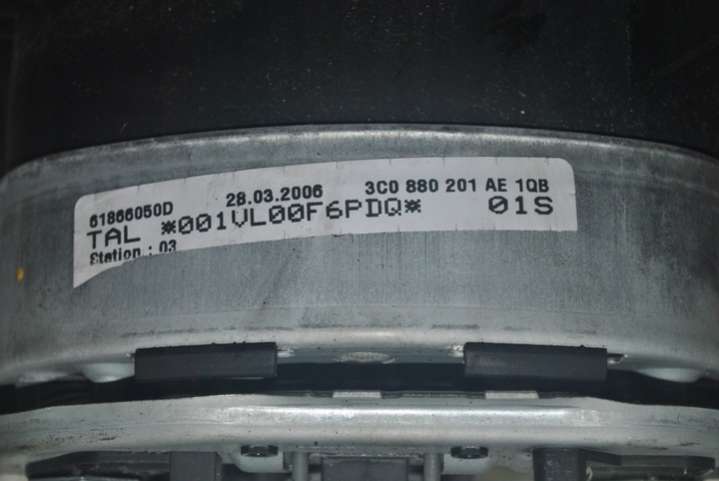 61866050D 28.03.2006 3C0 880 201 AE 1QB
TAL *001VL00F6PDQ* 01S
Station : 03